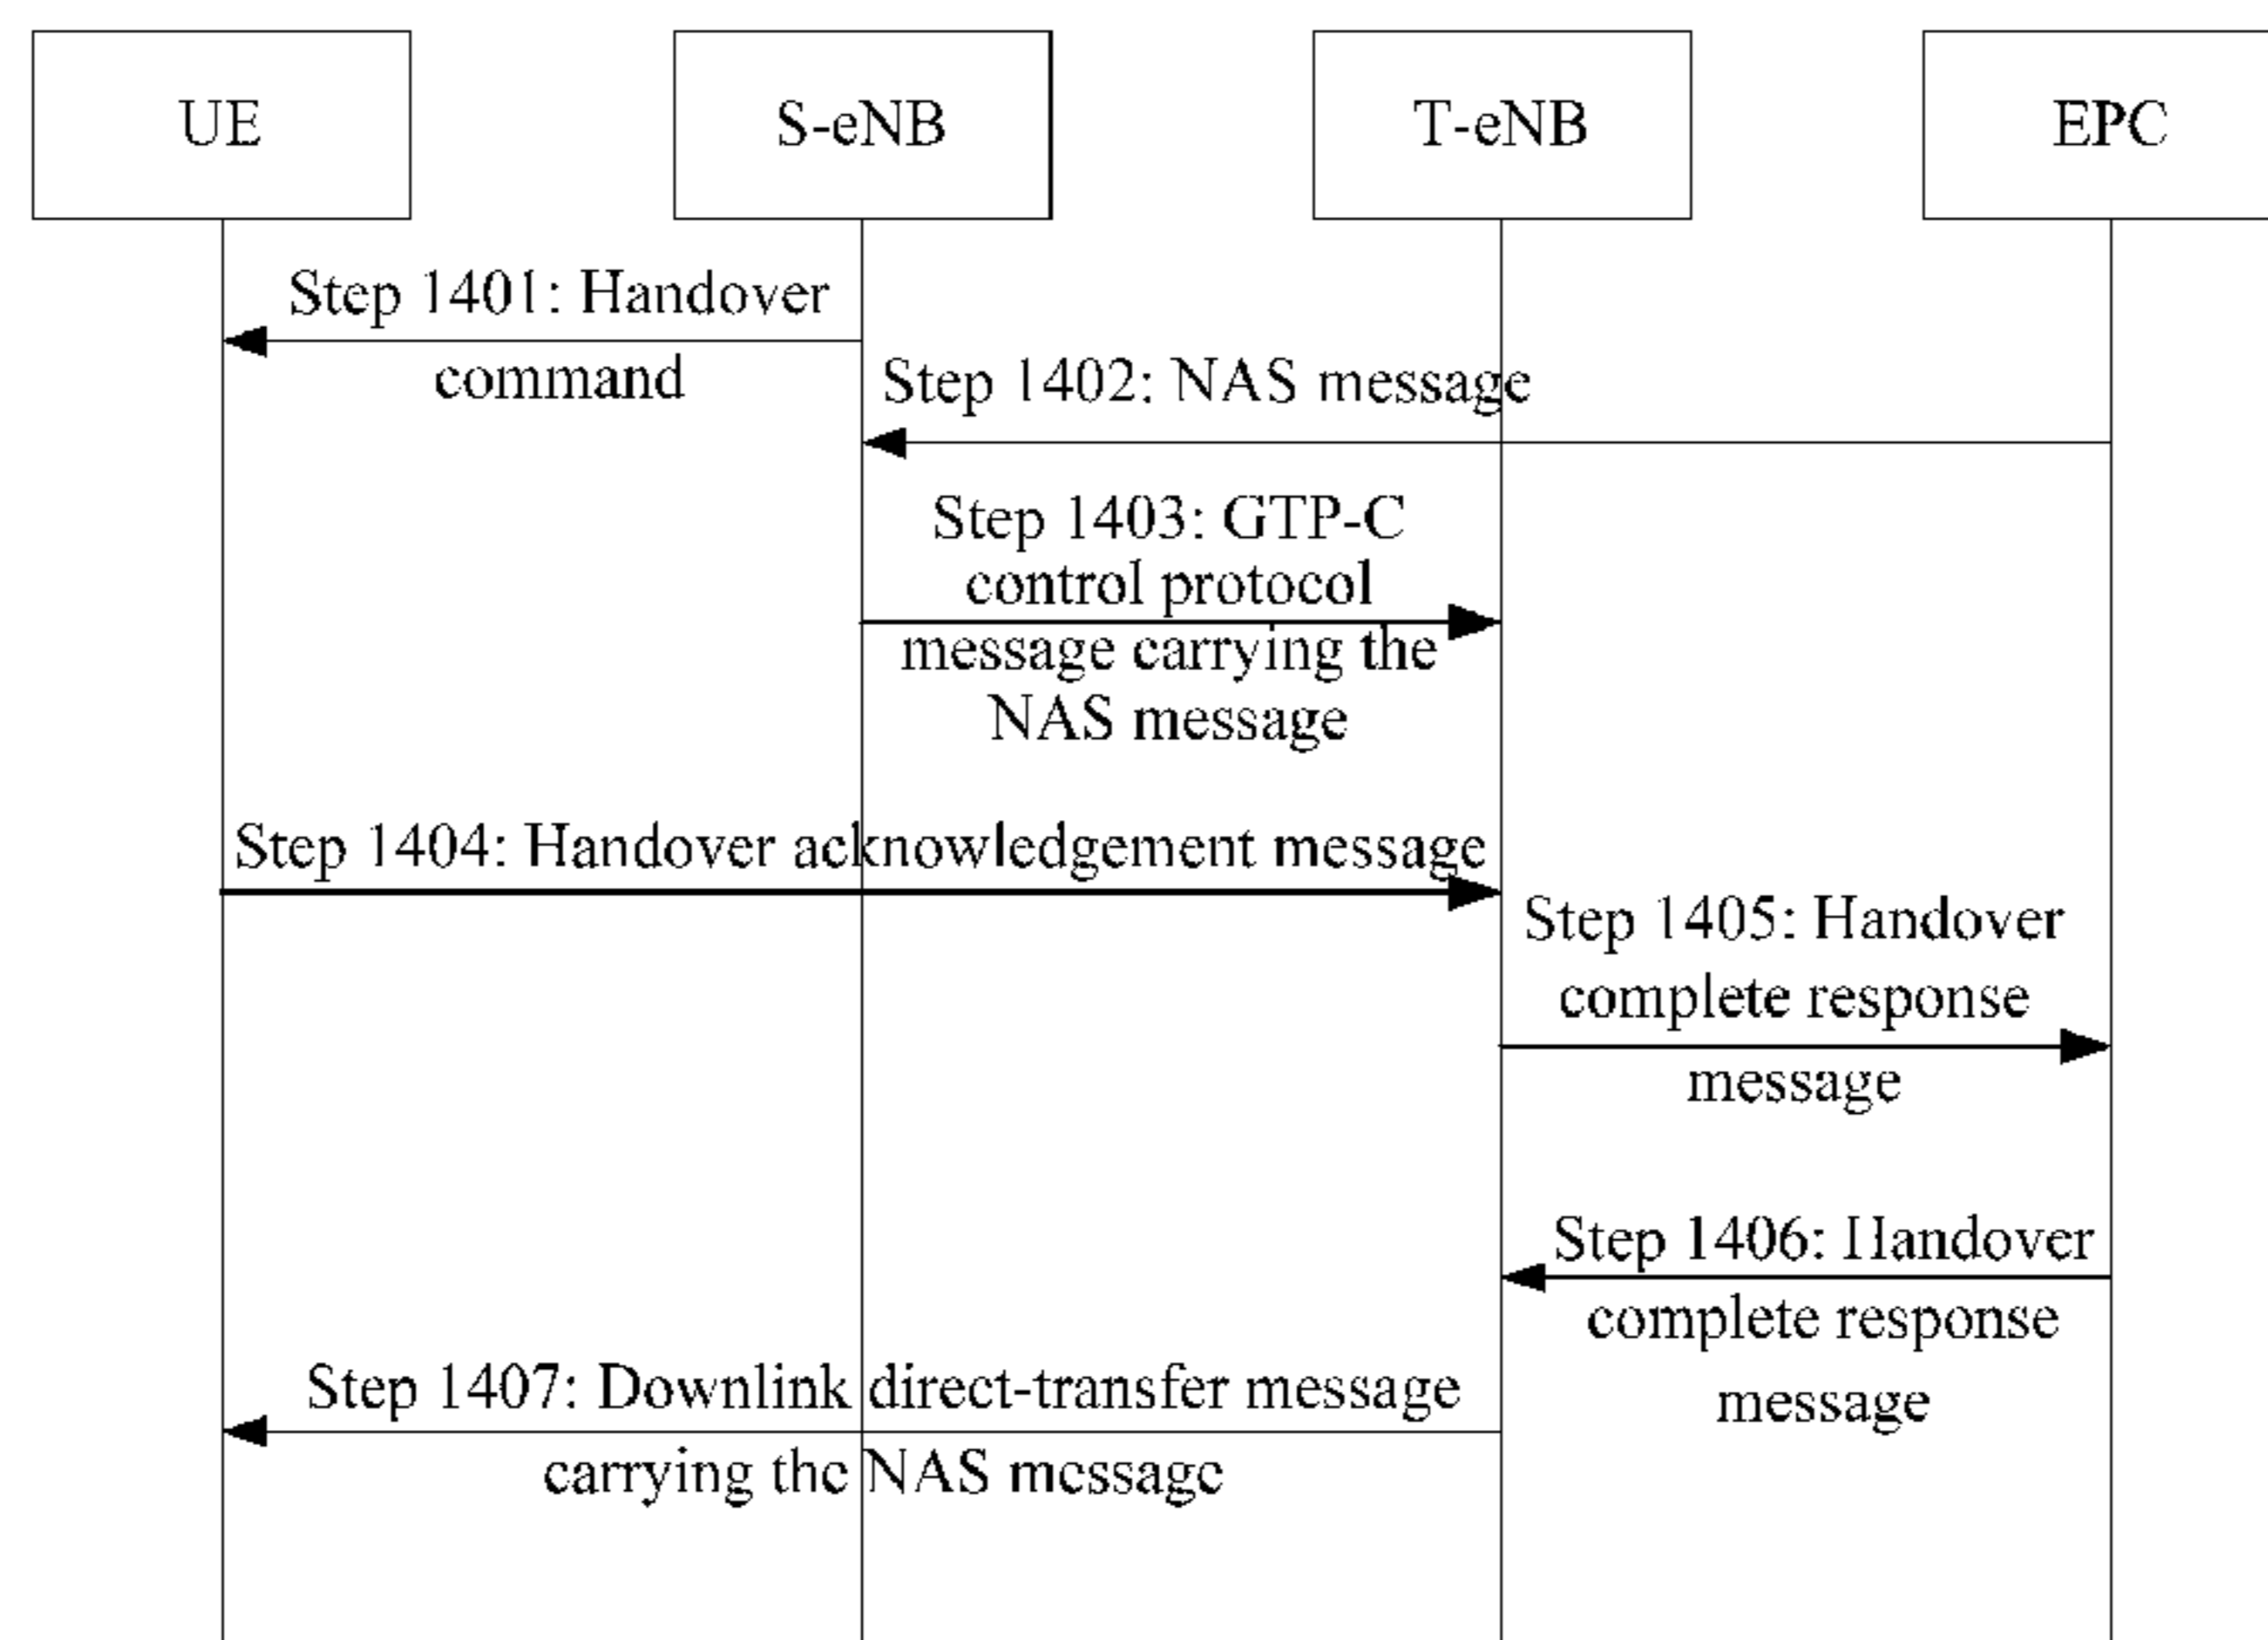 UE
S-eNB
T-eNB
EPC
Step 1401: Handover
command
Step 1402: NAS message
Step 1403: GTP-C
control protocol
message carrying the
NAS message
Step 1404: Handover acknowledgement message
Step 1405: Handover
complete response
message
Step 1406: Handover
complete response
message
Step 1407: Downlink direct-transfer message
carrying the NAS message